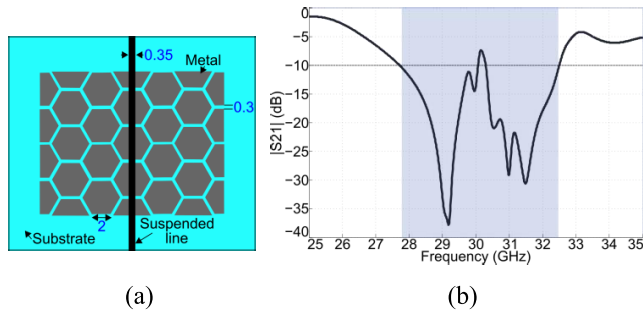 0.35
Metal
0.3
2
Suspended
line
Substrate
(a)
|S21| (dB)
0
−5
−10
−15
−20
−25
−30
−35
−40
25 26 27 28 29 30 31 32 33 34 35
Frequency (GHz)
(b)